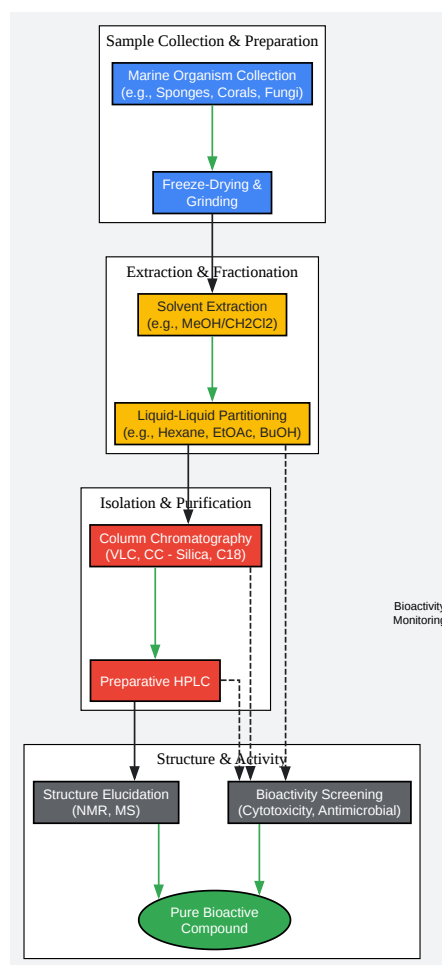 Sample Collection & Preparation
Marine Organism Collection
(e.g., Sponges, Corals, Fungi)
Freeze-Drying &
Grinding
Extraction & Fractionation
Solvent Extraction
(e.g., MeOH/CH2Cl2)
Liquid-Liquid Partitioning
(e.g., Hexane, EtOAc, BuOH)
Isolation & Purification
Column Chromatography
(VLC, CC - Silica, C18)
Bioactivity
Monitoring
Preparative HPLC
Structure & Activity
Structure Elucidation
(NMR, MS)
Bioactivity Screening
(Cytotoxicity, Antimicrobial)
Pure Bioactive
Compound